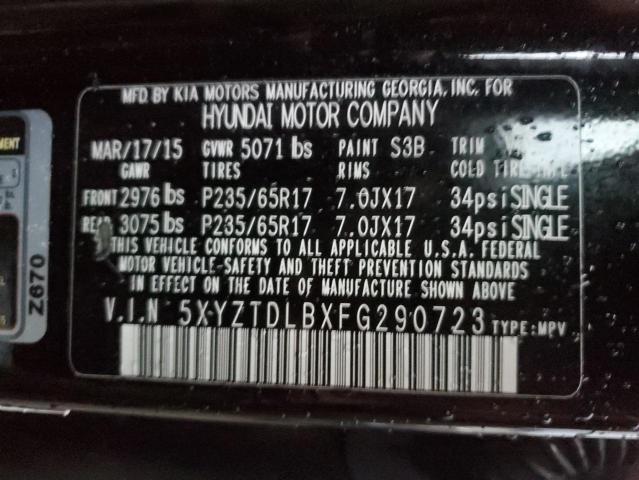 MFD. BY KIA MOTORS MANUFACTURING GEORGIA, INC. FOR
HYUNDAI MOTOR COMPANY
MAR/17/15 GVWR 5071 lbs PAINT S3B TRIM
GAWR TIRES RIMS COLD TIRE
FRONT 2976 lbs P235/65R17 7.0JX17 34psi SINGLE
REAR 3075 lbs P235/65R17 7.0JX17 34psi SINGLE
THIS VEHICLE CONFORMS TO ALL APPLICABLE U.S.A. FEDERAL
MOTOR VEHICLE-SAFETY AND THEFT PREVENTION STANDARDS
IN EFFECT ON THE DATE OF MANUFACTURE SHOWN ABOVE.
V.I.N 5XYZTDLBXFG290723 TYPE:MPV
Z670